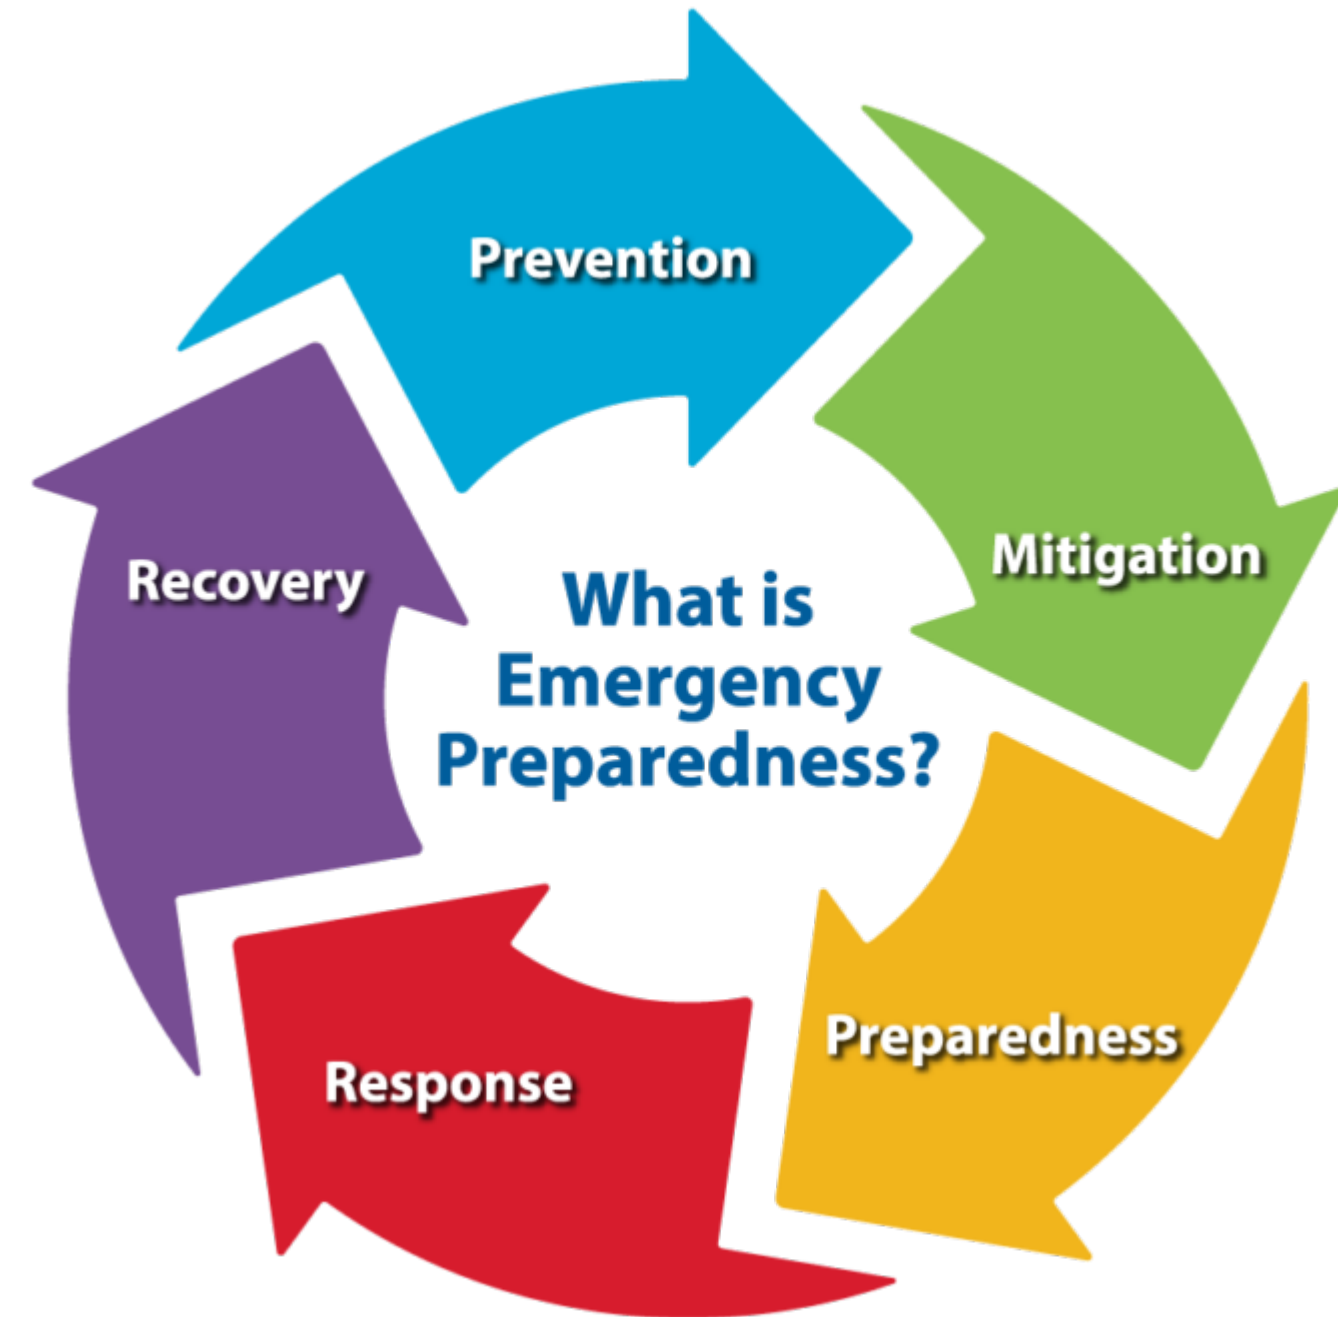 Prevention
Mitigation
What is
Emergency
Preparedness?
Recovery
Preparedness
Response